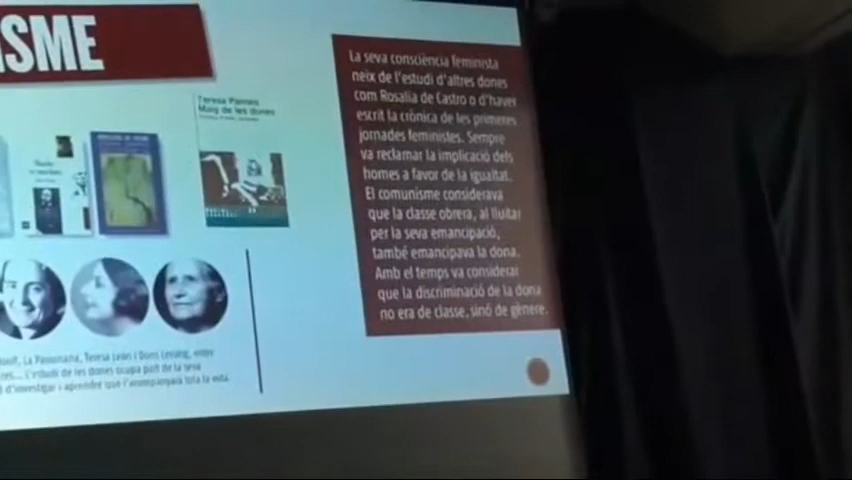 ISME
Teresa Pàmies
Maig de les dones
La seva consciència feminista
neix de l'estudi d'altres dones
com Rosalía de Castro o d'haver
escrit la crònica de les primeres
jornades feministes. Sempre
va reclamar la implicació dels
homes a favor de la igualtat.
El comunisme considerava
que la classe obrera, al lluitar
per la seva emancipació,
també emancipava la dona.
Amb el temps va considerar
que la discriminació de la dona
no era de classe, sinó de gènere.
La Pasionaria, Teresa León i Doris Lessing, entre
L'estudi de les dones ocupa part de la seva
d'investigar i aprendre que l'acompanyarà tota la vida.